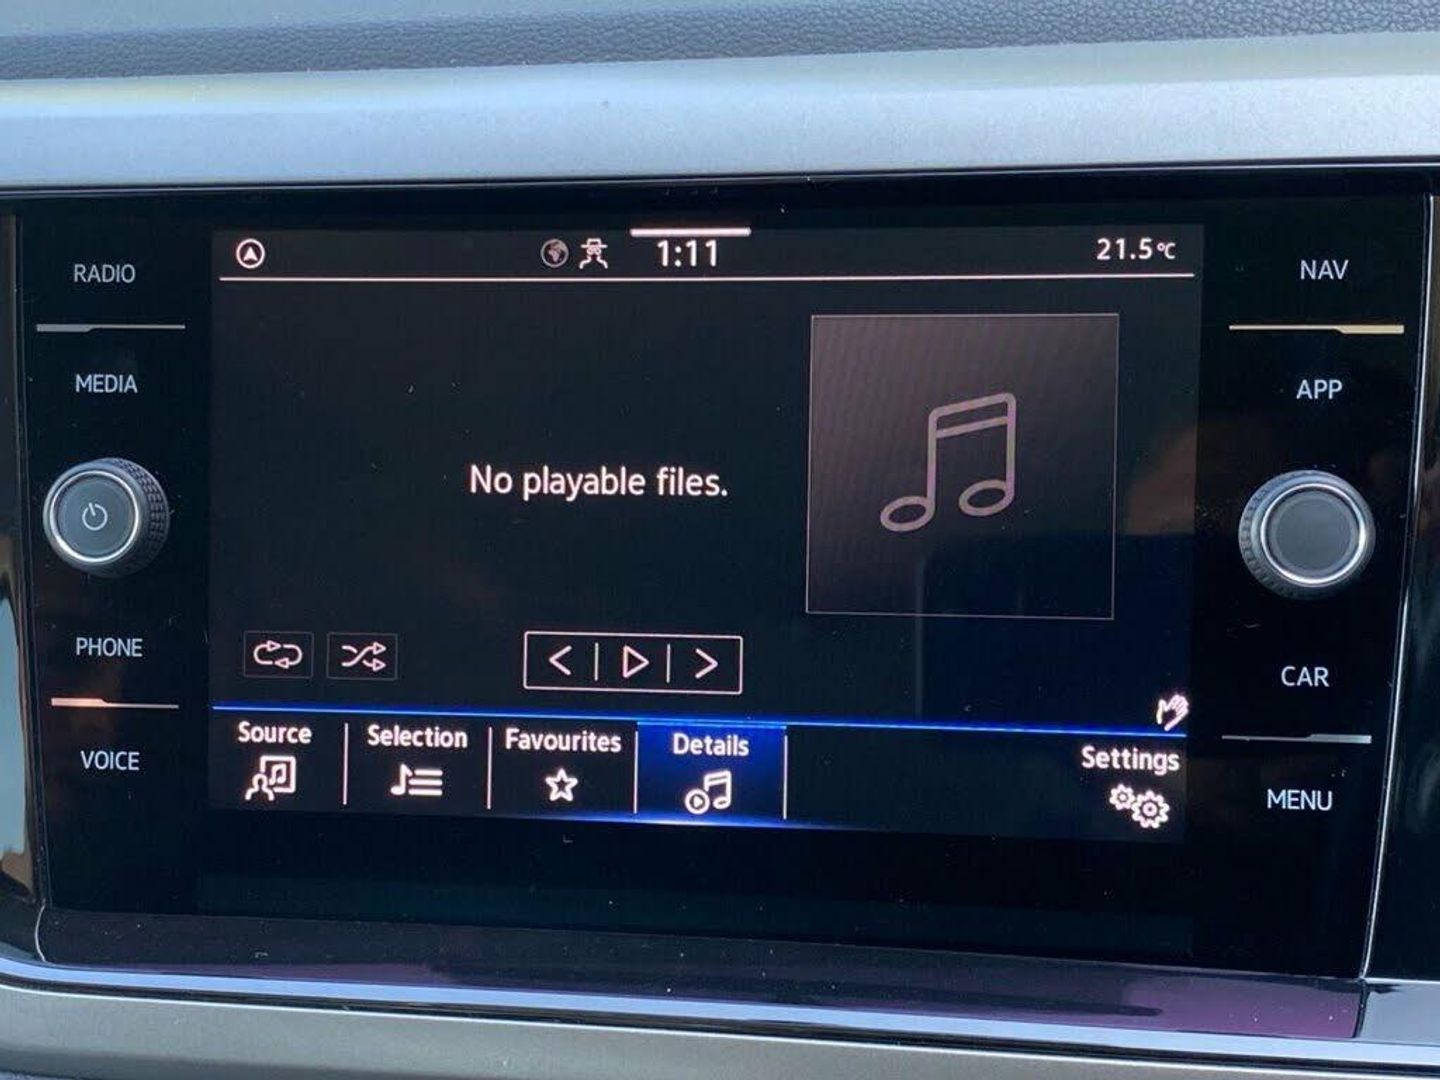 RADIO
MEDIA
PHONE
VOICE
1:11
21.5°C
No playable files.
Source
Selection
Favourites
Details
Settings
NAV
APP
CAR
MENU